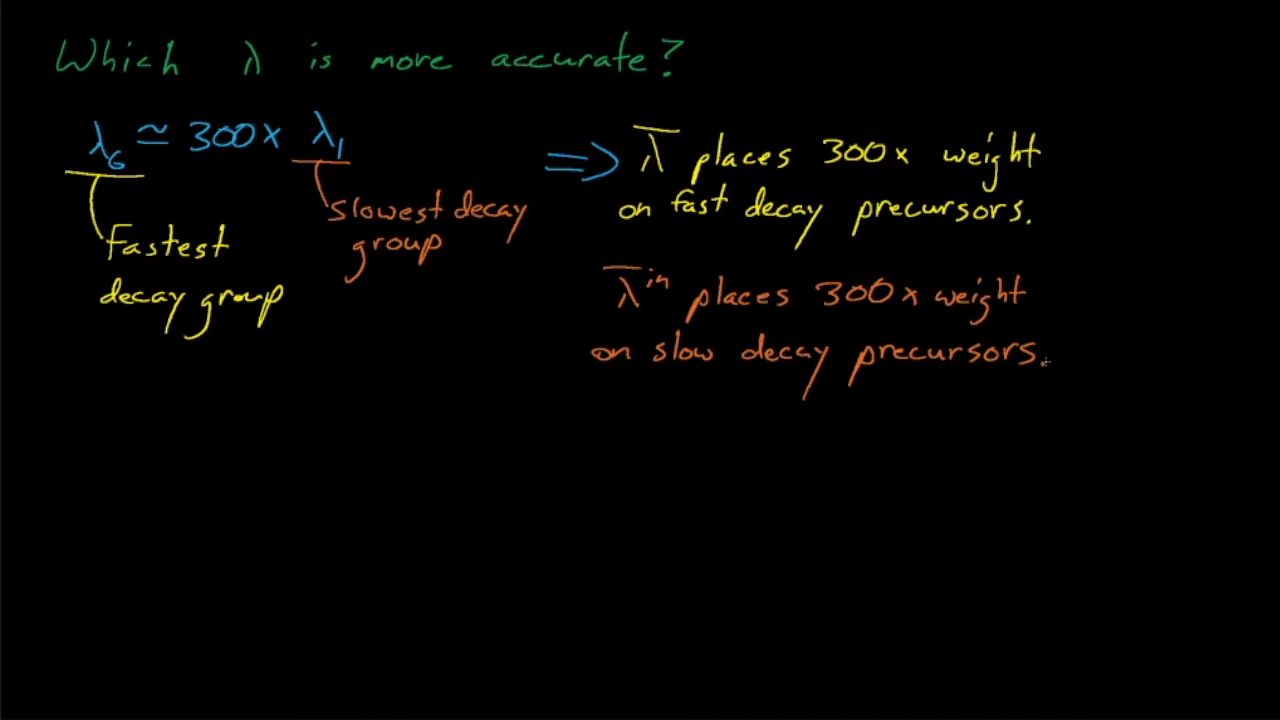 Which λ is more accurate?
λ₆ ≃ 300x λ₁
Fastest
decay group
Slowest decay
group
⇒ λ̅ places 300x weight
on fast decay precursors.
λ̅ⁱⁿ places 300x weight
on slow decay precursors.